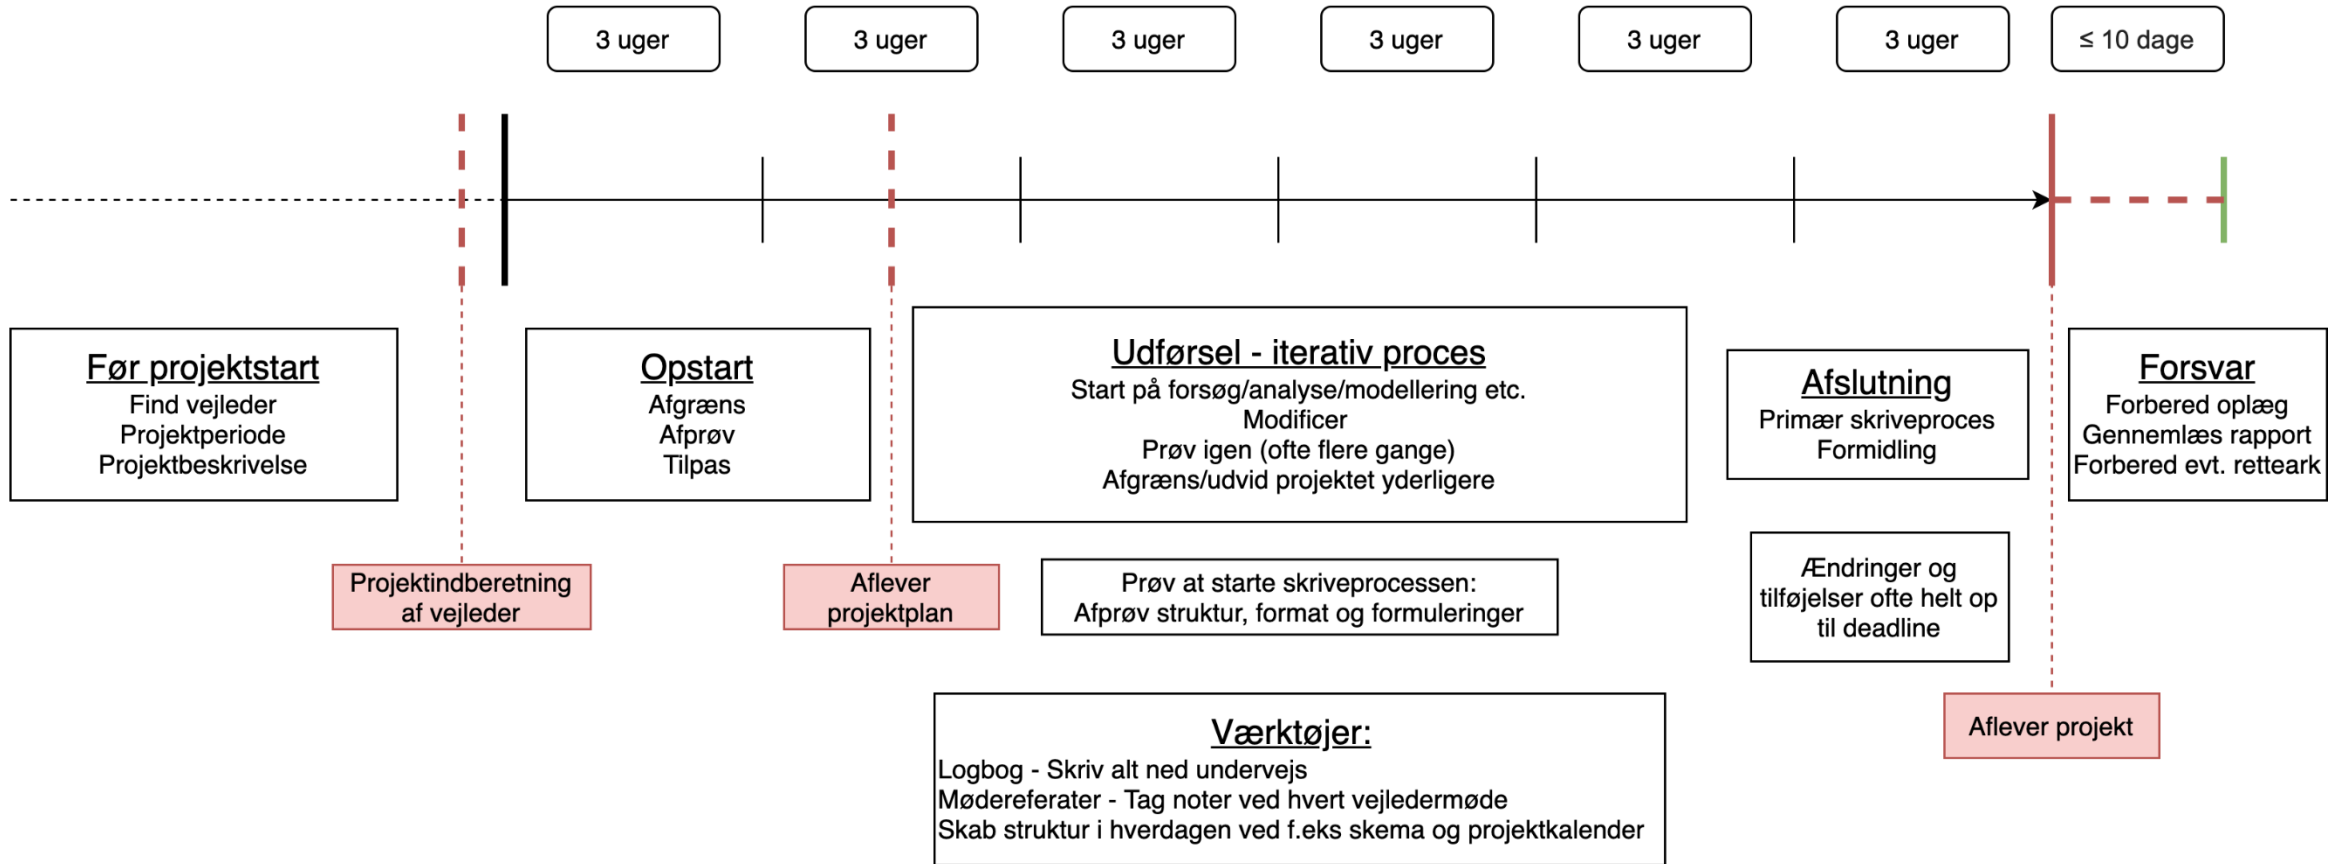 3 uger
3 uger
3 uger
3 uger
3 uger
3 uger
≤ 10 dage
Før projektstart
Find vejleder
Projektperiode
Projektbeskrivelse
Opstart
Afgræns
Afprøv
Tilpas
Udførsel - iterativ proces
Start på forsøg/analyse/modellering etc.
Modificer
Prøv igen (ofte flere gange)
Afgræns/udvid projektet yderligere
Afslutning
Primær skriveproces
Formidling
Forsvar
Forbered oplæg
Gennemlæs rapport
Forbered evt. retteark
Projektindberetning
af vejleder
Aflever
projektplan
Prøv at starte skriveprocessen:
Afprøv struktur, format og formuleringer
Ændringer og
tilføjelser ofte helt op
til deadline
Værktøjer:
Logbog - Skriv alt ned undervejs
Mødereferater - Tag noter ved hvert vejledermøde
Skab struktur i hverdagen ved f.eks skema og projektkalender
Aflever projekt